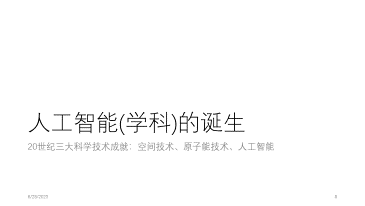 人工智能(学科)的诞生
20世纪三大科学技术成就：空间技术、原子能技术、人工智能